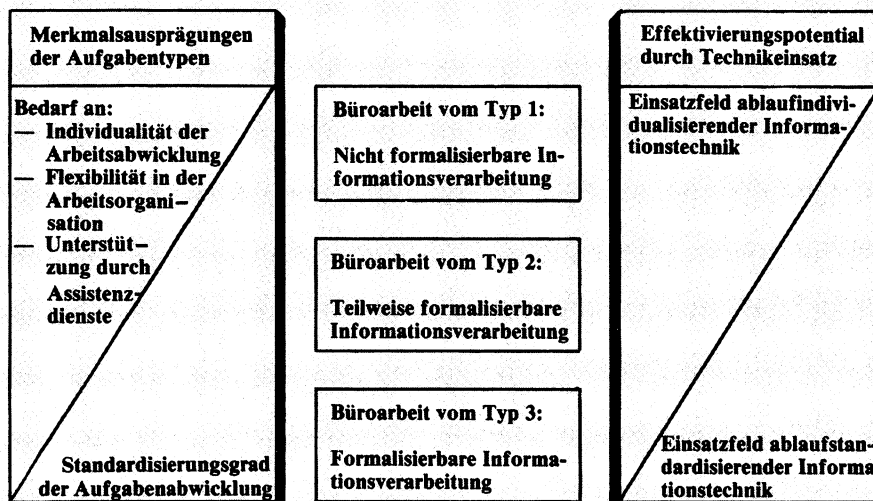 Merkmalsausprägungen
der Aufgabentypen
Bedarf an:
— Individualität der
Arbeitsabwicklung
— Flexibilität in der
Arbeitsorgani–
sation
— Unterstüt–
zung durch
Assistenz–
dienste
Standardisierungsgrad
der Aufgabenabwicklung
Büroarbeit vom Typ 1:
Nicht formalisierbare In-
formationsverarbeitung
Büroarbeit vom Typ 2:
Teilweise formalisierbare
Informationsverarbeitung
Büroarbeit vom Typ 3:
Formalisierbare Informa-
tionsverarbeitung
Effektivierungspotential
durch Technikeinsatz
Einsatzfeld ablaufindivi-
dualisierender Informa-
tionstechnik
Einsatzfeld ablaufstan-
dardisierender Informa
tionstechnik